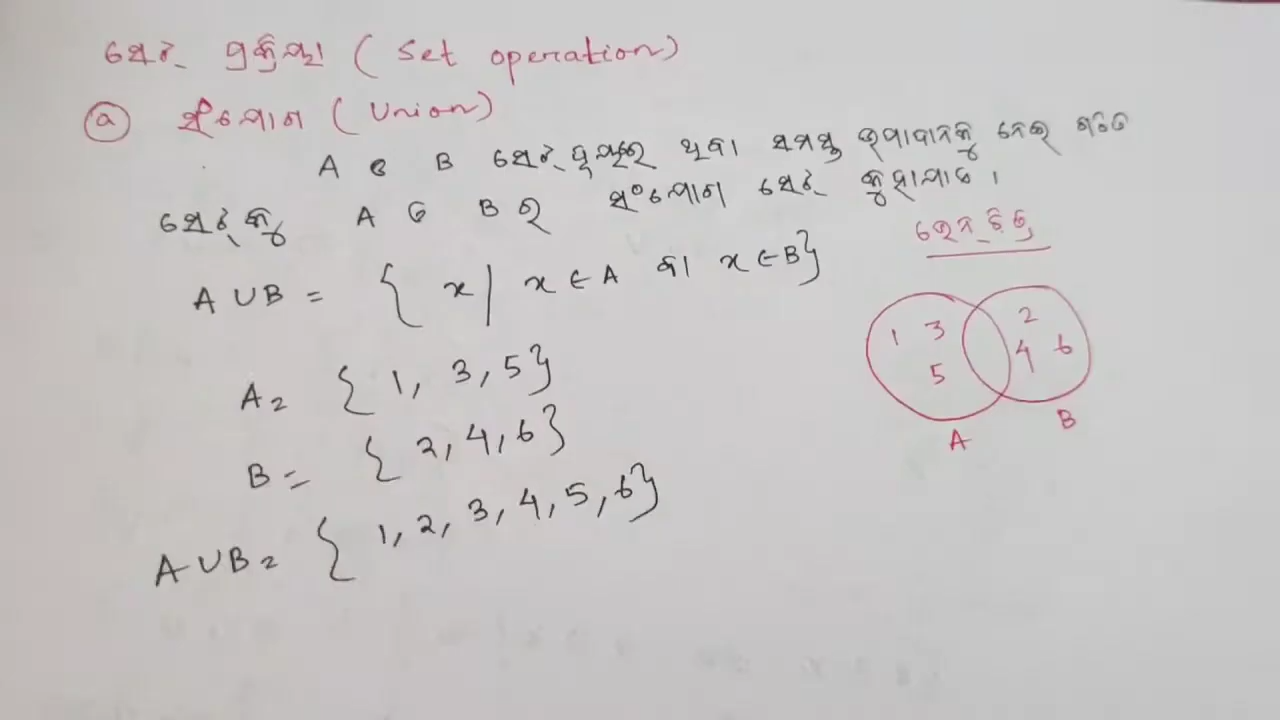 ସେଟ୍ ପ୍ରକ୍ରିୟା ( Set operation)
ⓐ ସଂଯୋଗ ( Union)
A ଓ B ସେଟ୍ ଦ୍ୱୟରେ ଥିବା ସମସ୍ତ ଉପାଦାନକୁ ନେଇ ଗଠିତ
ସେଟ୍ କୁ A ଓ B ର ସଂଯୋଗ ସେଟ୍ କୁହାଯାଏ ।
ଭେନ୍ ଚିତ୍ର
A ∪ B = { x | x ∈ A ବା x ∈ B}
1 3 5
2 4 6
A B
A = { 1, 3, 5}
B = { 2, 4, 6}
A ∪ B = { 1, 2, 3, 4, 5, 6}